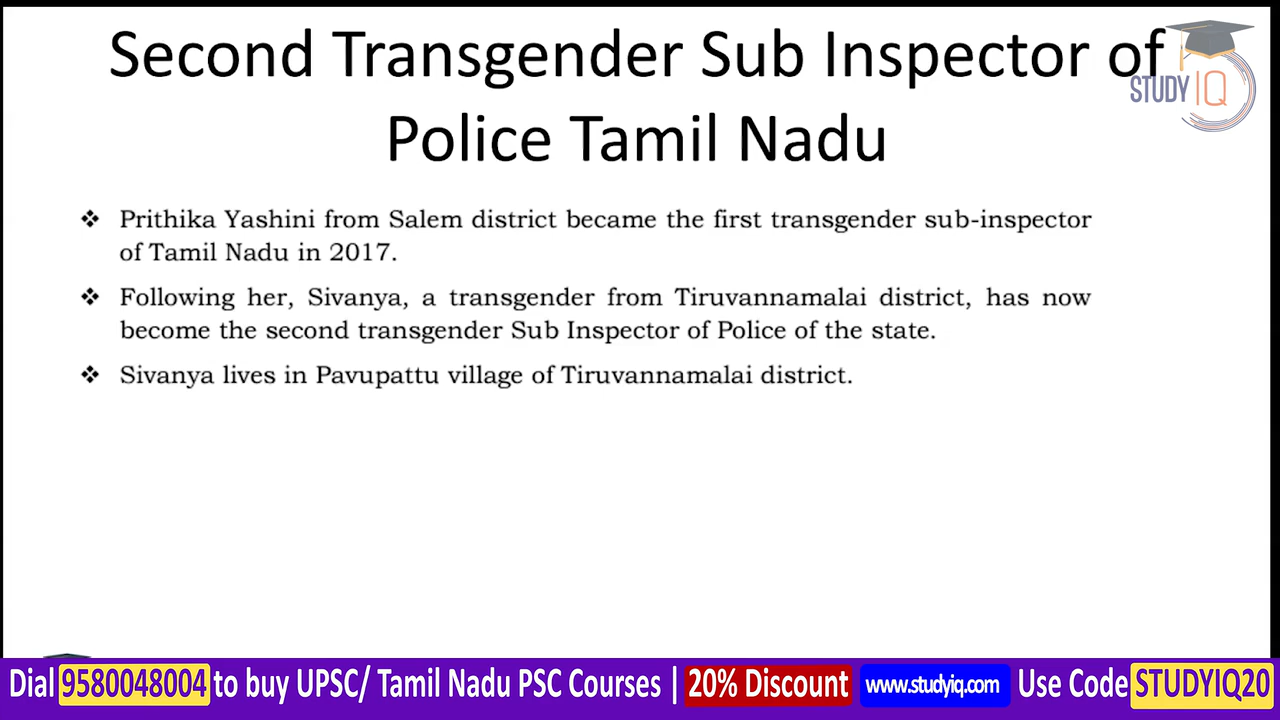 Second Transgender Sub Inspector of
Police Tamil Nadu
STUDY IQ
❖ Prithika Yashini from Salem district became the first transgender sub-inspector
of Tamil Nadu in 2017.
❖ Following her, Sivanya, a transgender from Tiruvannamalai district, has now
become the second transgender Sub Inspector of Police of the state.
❖ Sivanya lives in Pavupattu village of Tiruvannamalai district.
Dial 9580048004 to buy UPSC/ Tamil Nadu PSC Courses | 20% Discount www.studyiq.com Use Code STUDYIQ20